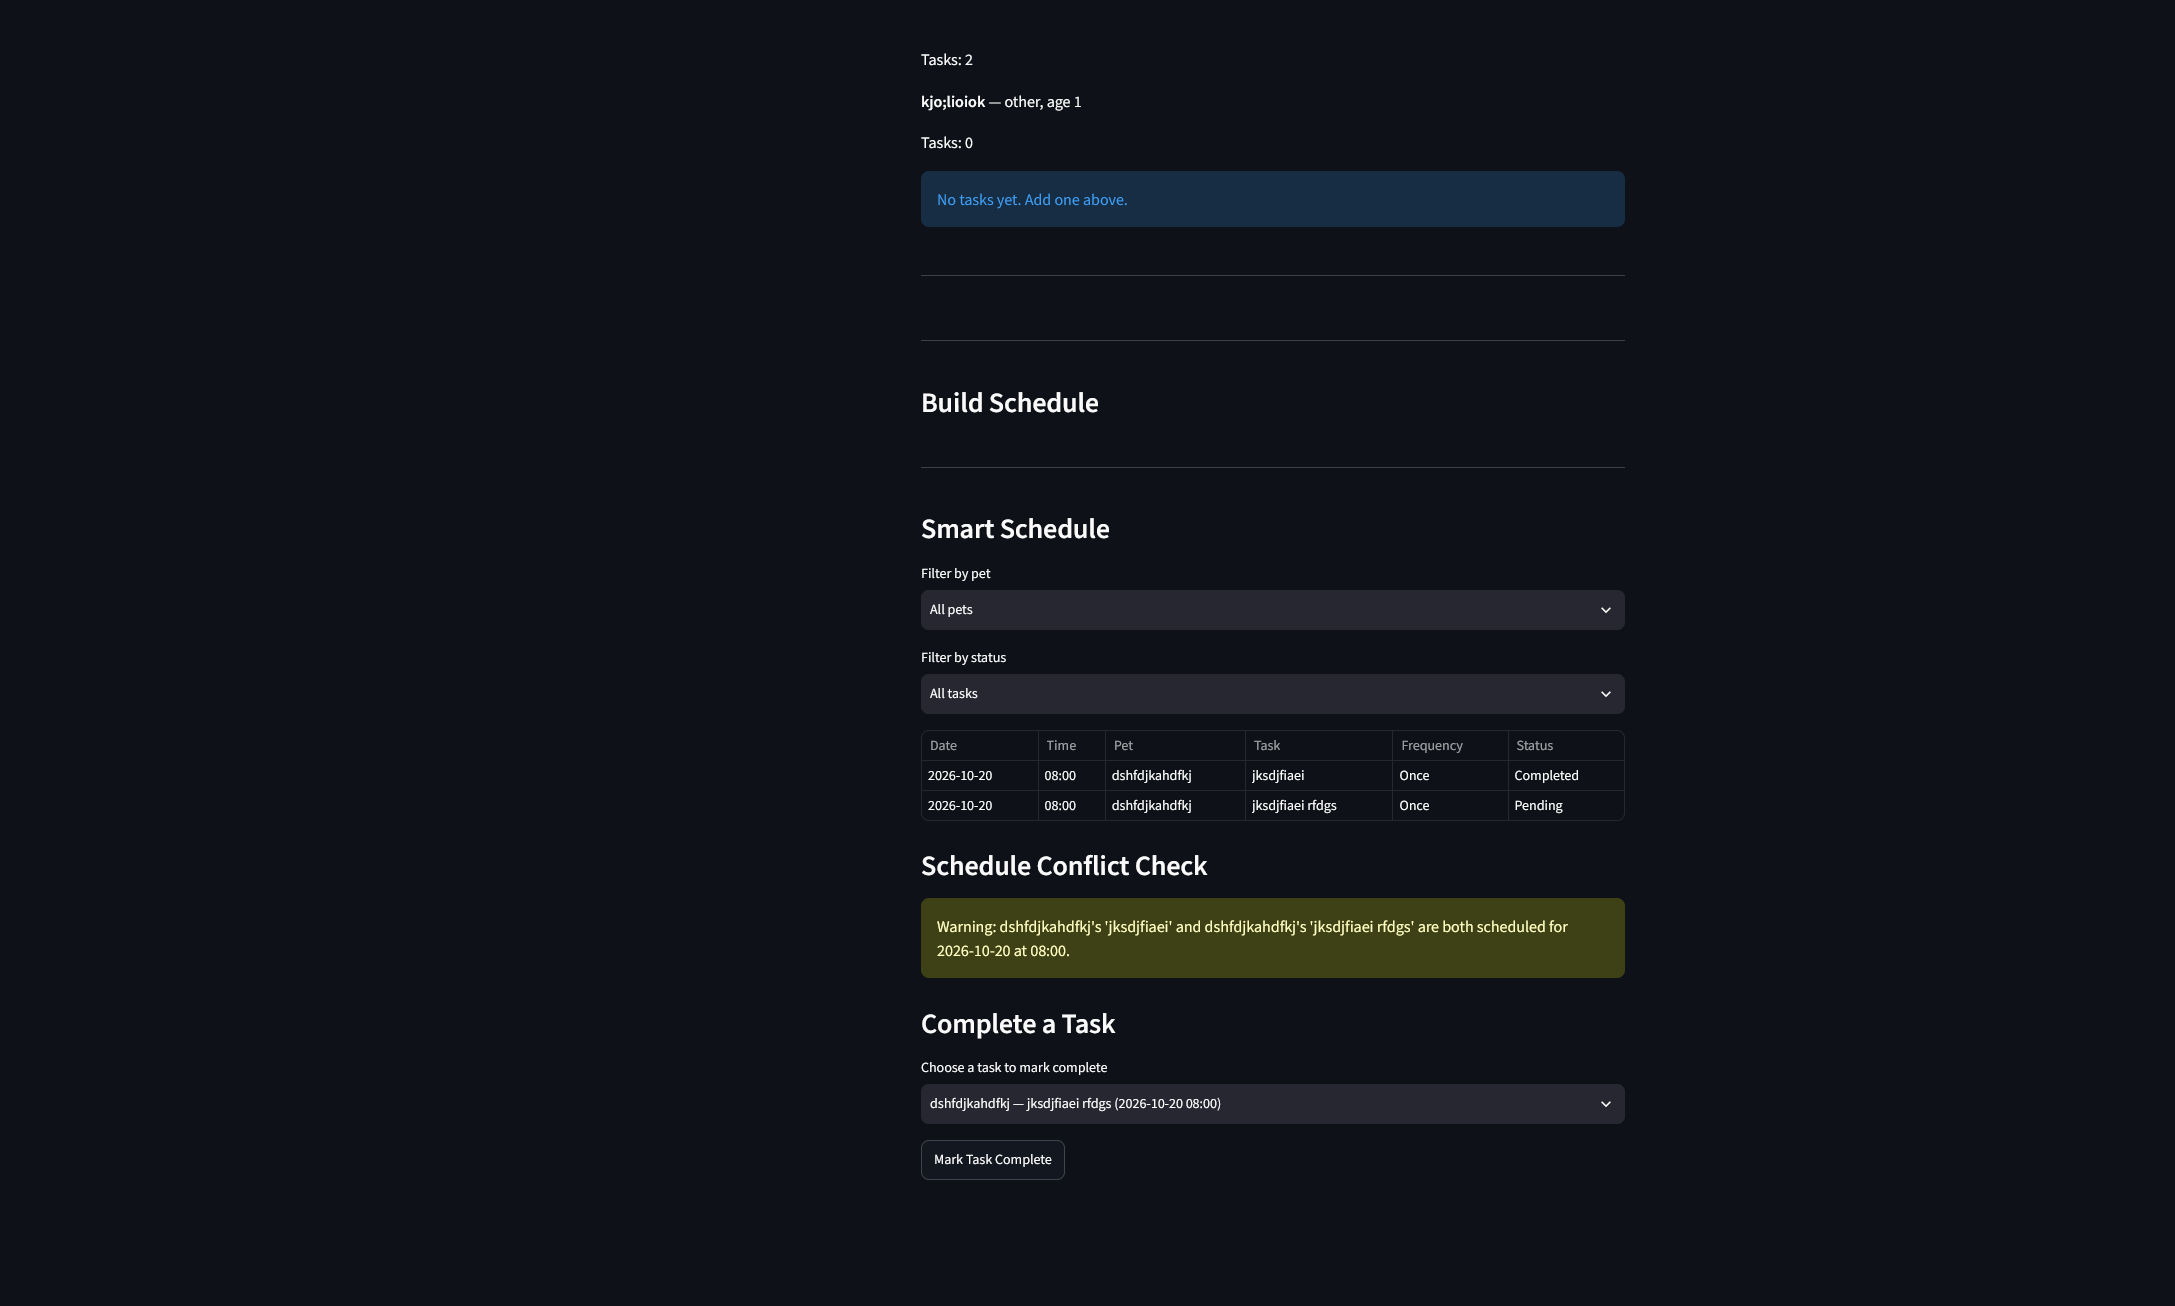 Tasks: 2
kjo;lioiok — other, age 1
Tasks: 0
No tasks yet. Add one above.
Build Schedule
Smart Schedule
Filter by pet
All pets
Filter by status
All tasks
Date Time Pet Task Frequency Status
2026-10-20 08:00 dshfdjkahdfkj jksdjfiaei Once Completed
2026-10-20 08:00 dshfdjkahdfkj jksdjfiaei rfdgs Once Pending
Schedule Conflict Check
Warning: dshfdjkahdfkj's 'jksdjfiaei' and dshfdjkahdfkj's 'jksdjfiaei rfdgs' are both scheduled for
2026-10-20 at 08:00.
Complete a Task
Choose a task to mark complete
dshfdjkahdfkj — jksdjfiaei rfdgs (2026-10-20 08:00)
Mark Task Complete